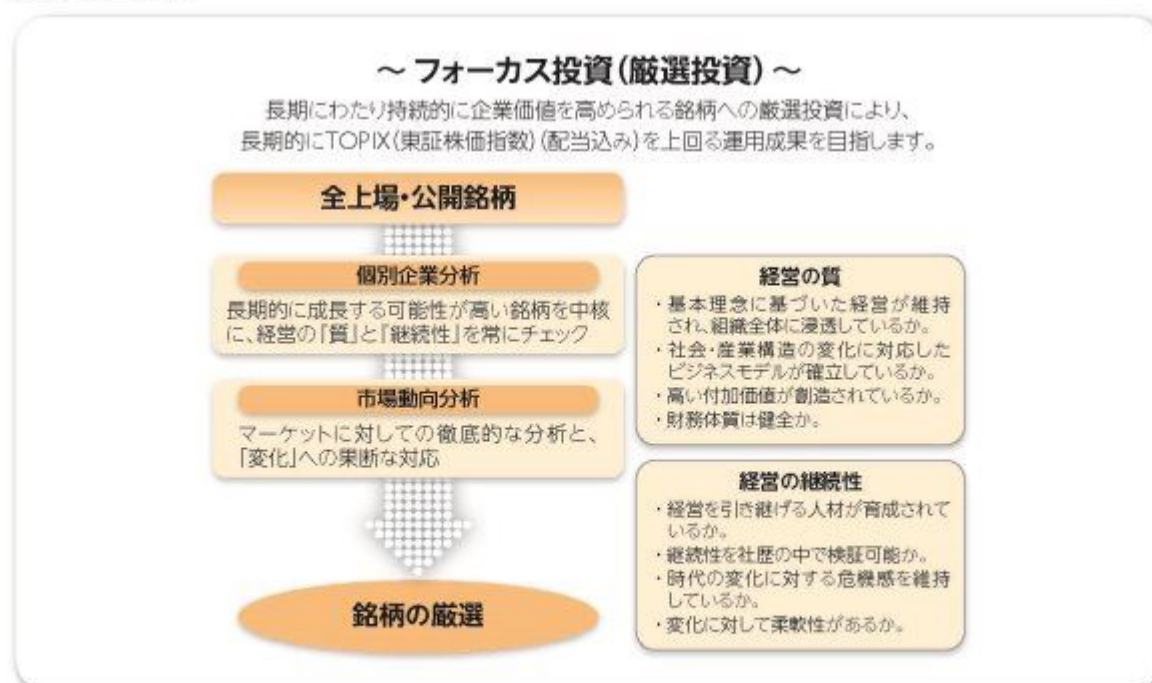 ～ フォーカス投資(厳選投資) ～
長期にわたり持続的に企業価値を高められる銘柄への厳選投資により、
長期的にTOPIX(東証株価指数)(配当込み)を上回る運用成果を目指します。
全上場・公開銘柄
個別企業分析
長期的に成長する可能性が高い銘柄を中核
に、経営の『質』と『継続性』を常にチェック
市場動向分析
マーケットに対しての徹底的な分析と、
「変化」への果断な対応
銘柄の厳選
経営の質
・基本理念に基づいた経営が維持
され、組織全体に浸透しているか。
・社会・産業構造の変化に対応した
ビジネスモデルが確立しているか。
・高い付加価値が創造されているか。
・財務体質は健全か。
経営の継続性
・経営を引き継げる人材が育成されて
いるか。
・継続性を社歴の中で検証可能か。
・時代の変化に対する危機感を維持
しているか。
・変化に対して柔軟性があるか。